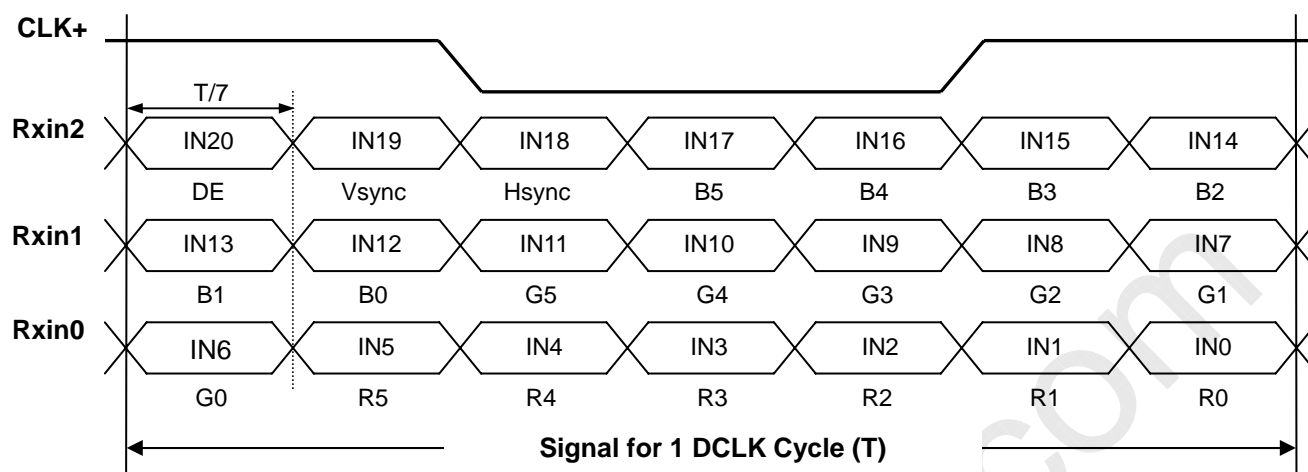 CLK+
T/7
Rxin2 IN20 IN19 IN18 IN17 IN16 IN15 IN14
DE Vsync Hsync B5 B4 B3 B2
Rxin1 IN13 IN12 IN11 IN10 IN9 IN8 IN7
B1 B0 G5 G4 G3 G2 G1
Rxin0 IN6 IN5 IN4 IN3 IN2 IN1 IN0
G0 R5 R4 R3 R2 R1 R0
Signal for 1 DCLK Cycle (T)
com